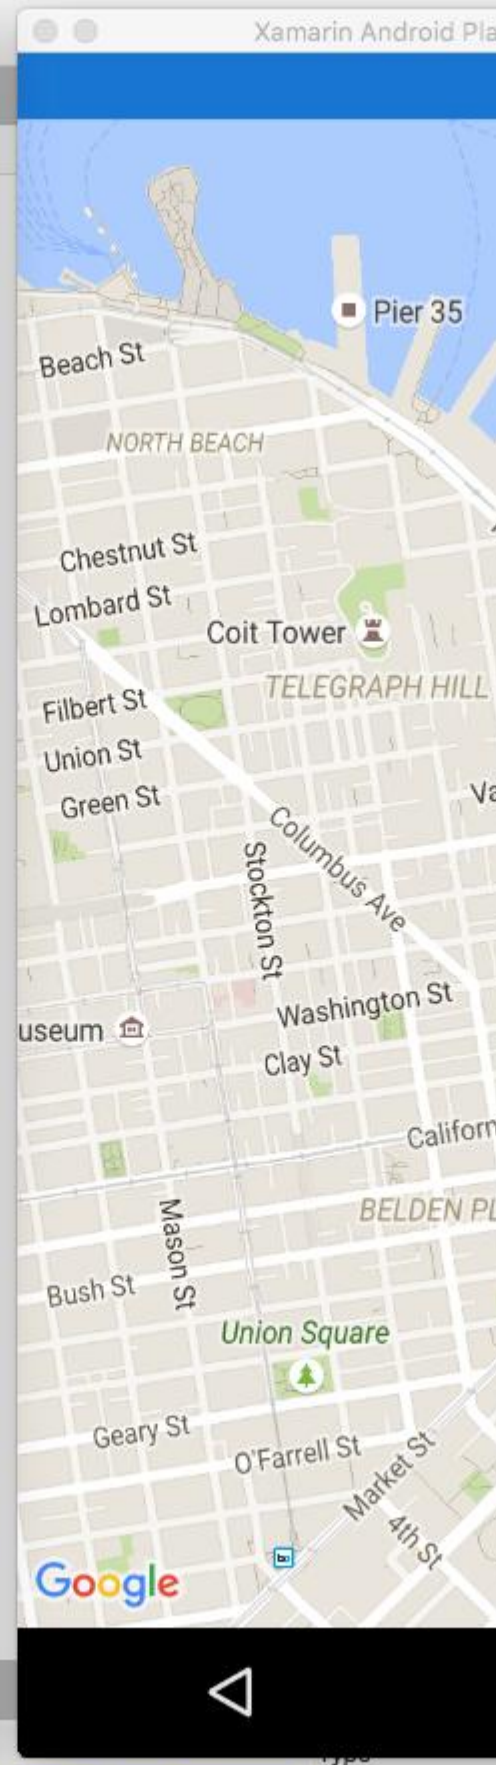 Xamarin Android Pla
Pier 35
Beach St
NORTH BEACH
Chestnut St
Lombard St
Coit Tower
TELEGRAPH HILL
Filbert St
Union St
Green St
Va
Columbus Ave
Stockton St
Washington St
useum
Clay St
Californ
Mason St
BELDEN PL
Bush St
Union Square
Geary St
O'Farrell St
Market St
4th St
Google